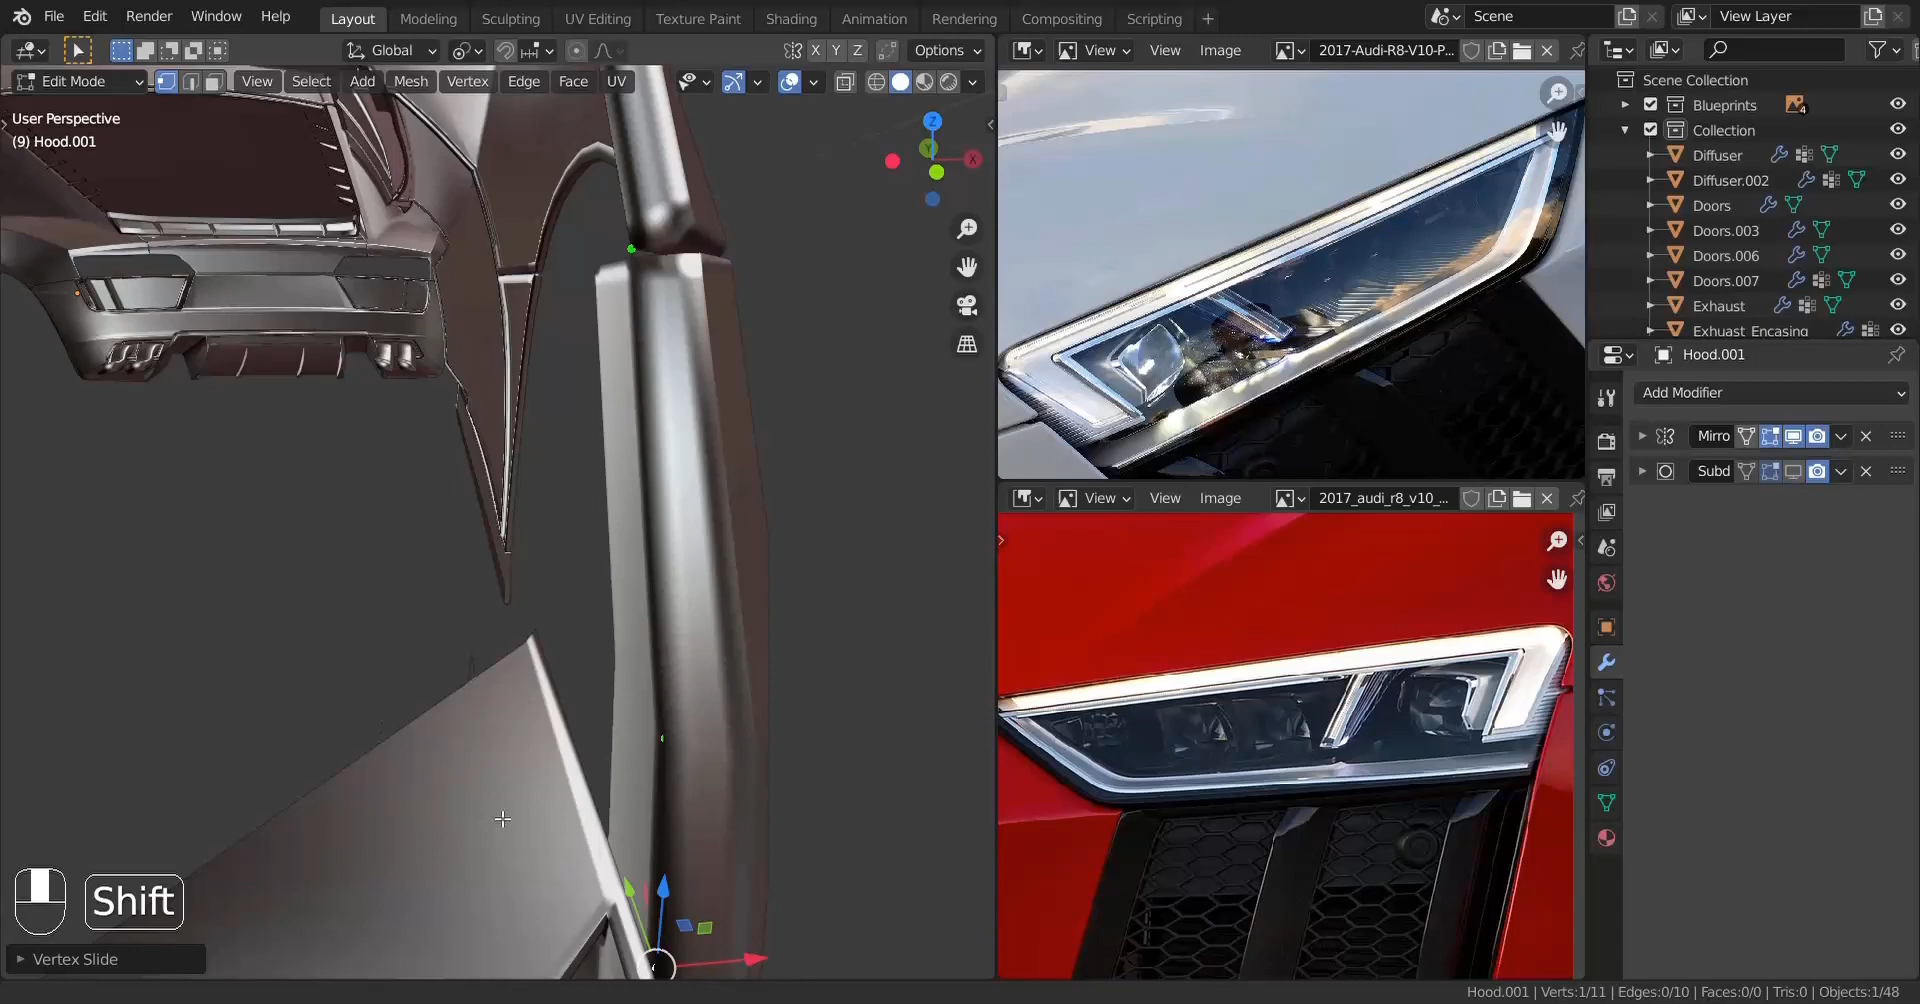 File Edit Render Window Help Layout Modeling Sculpting UV Editing Texture Paint Shading Animation Rendering Compositing Scripting + Scene View Layer
Global X Y Z Options View View Image 2017-Audi-R8-V10-P...
Edit Mode View Select Add Mesh Vertex Edge Face UV
User Perspective
(9) Hood.001
Z
Y
X
View View Image 2017_audi_r8_v10_...
Scene Collection
Blueprints 4
Collection
Diffuser
Diffuser.002
Doors
Doors.003
Doors.006
Doors.007
Exhaust
Exhuast Encasing
Hood.001
Add Modifier
Mirro
Subd
Shift
Vertex Slide
Hood.001 | Verts:1/11 | Edges:0/10 | Faces:0/0 | Tris:0 | Objects:1/48